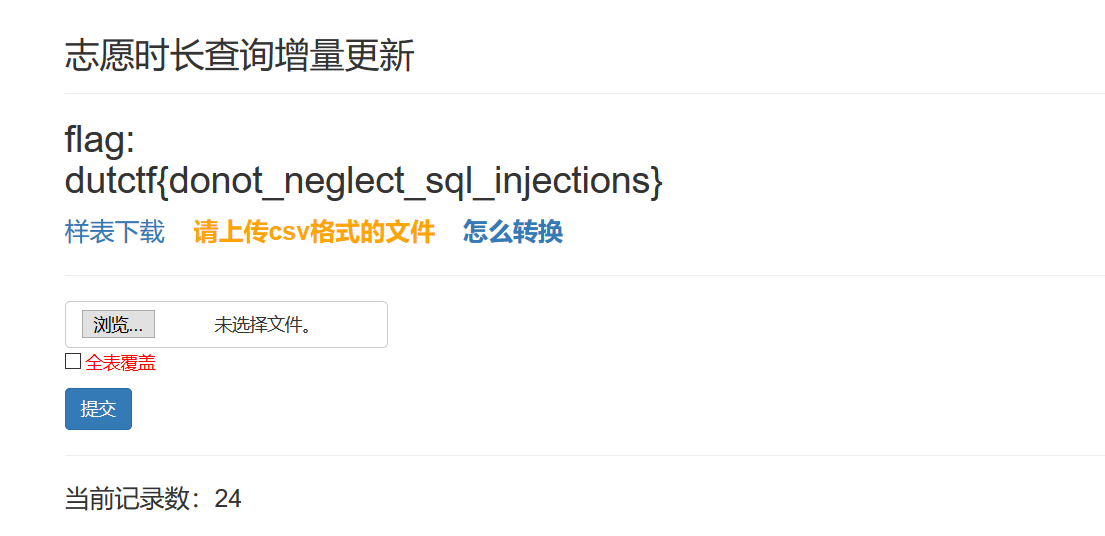 志愿时长查询增量更新
flag:
dutctf{donot_neglect_sql_injections}
样表下载 请上传csv格式的文件 怎么转换
浏览... 未选择文件。
全表覆盖
提交
当前记录数：24